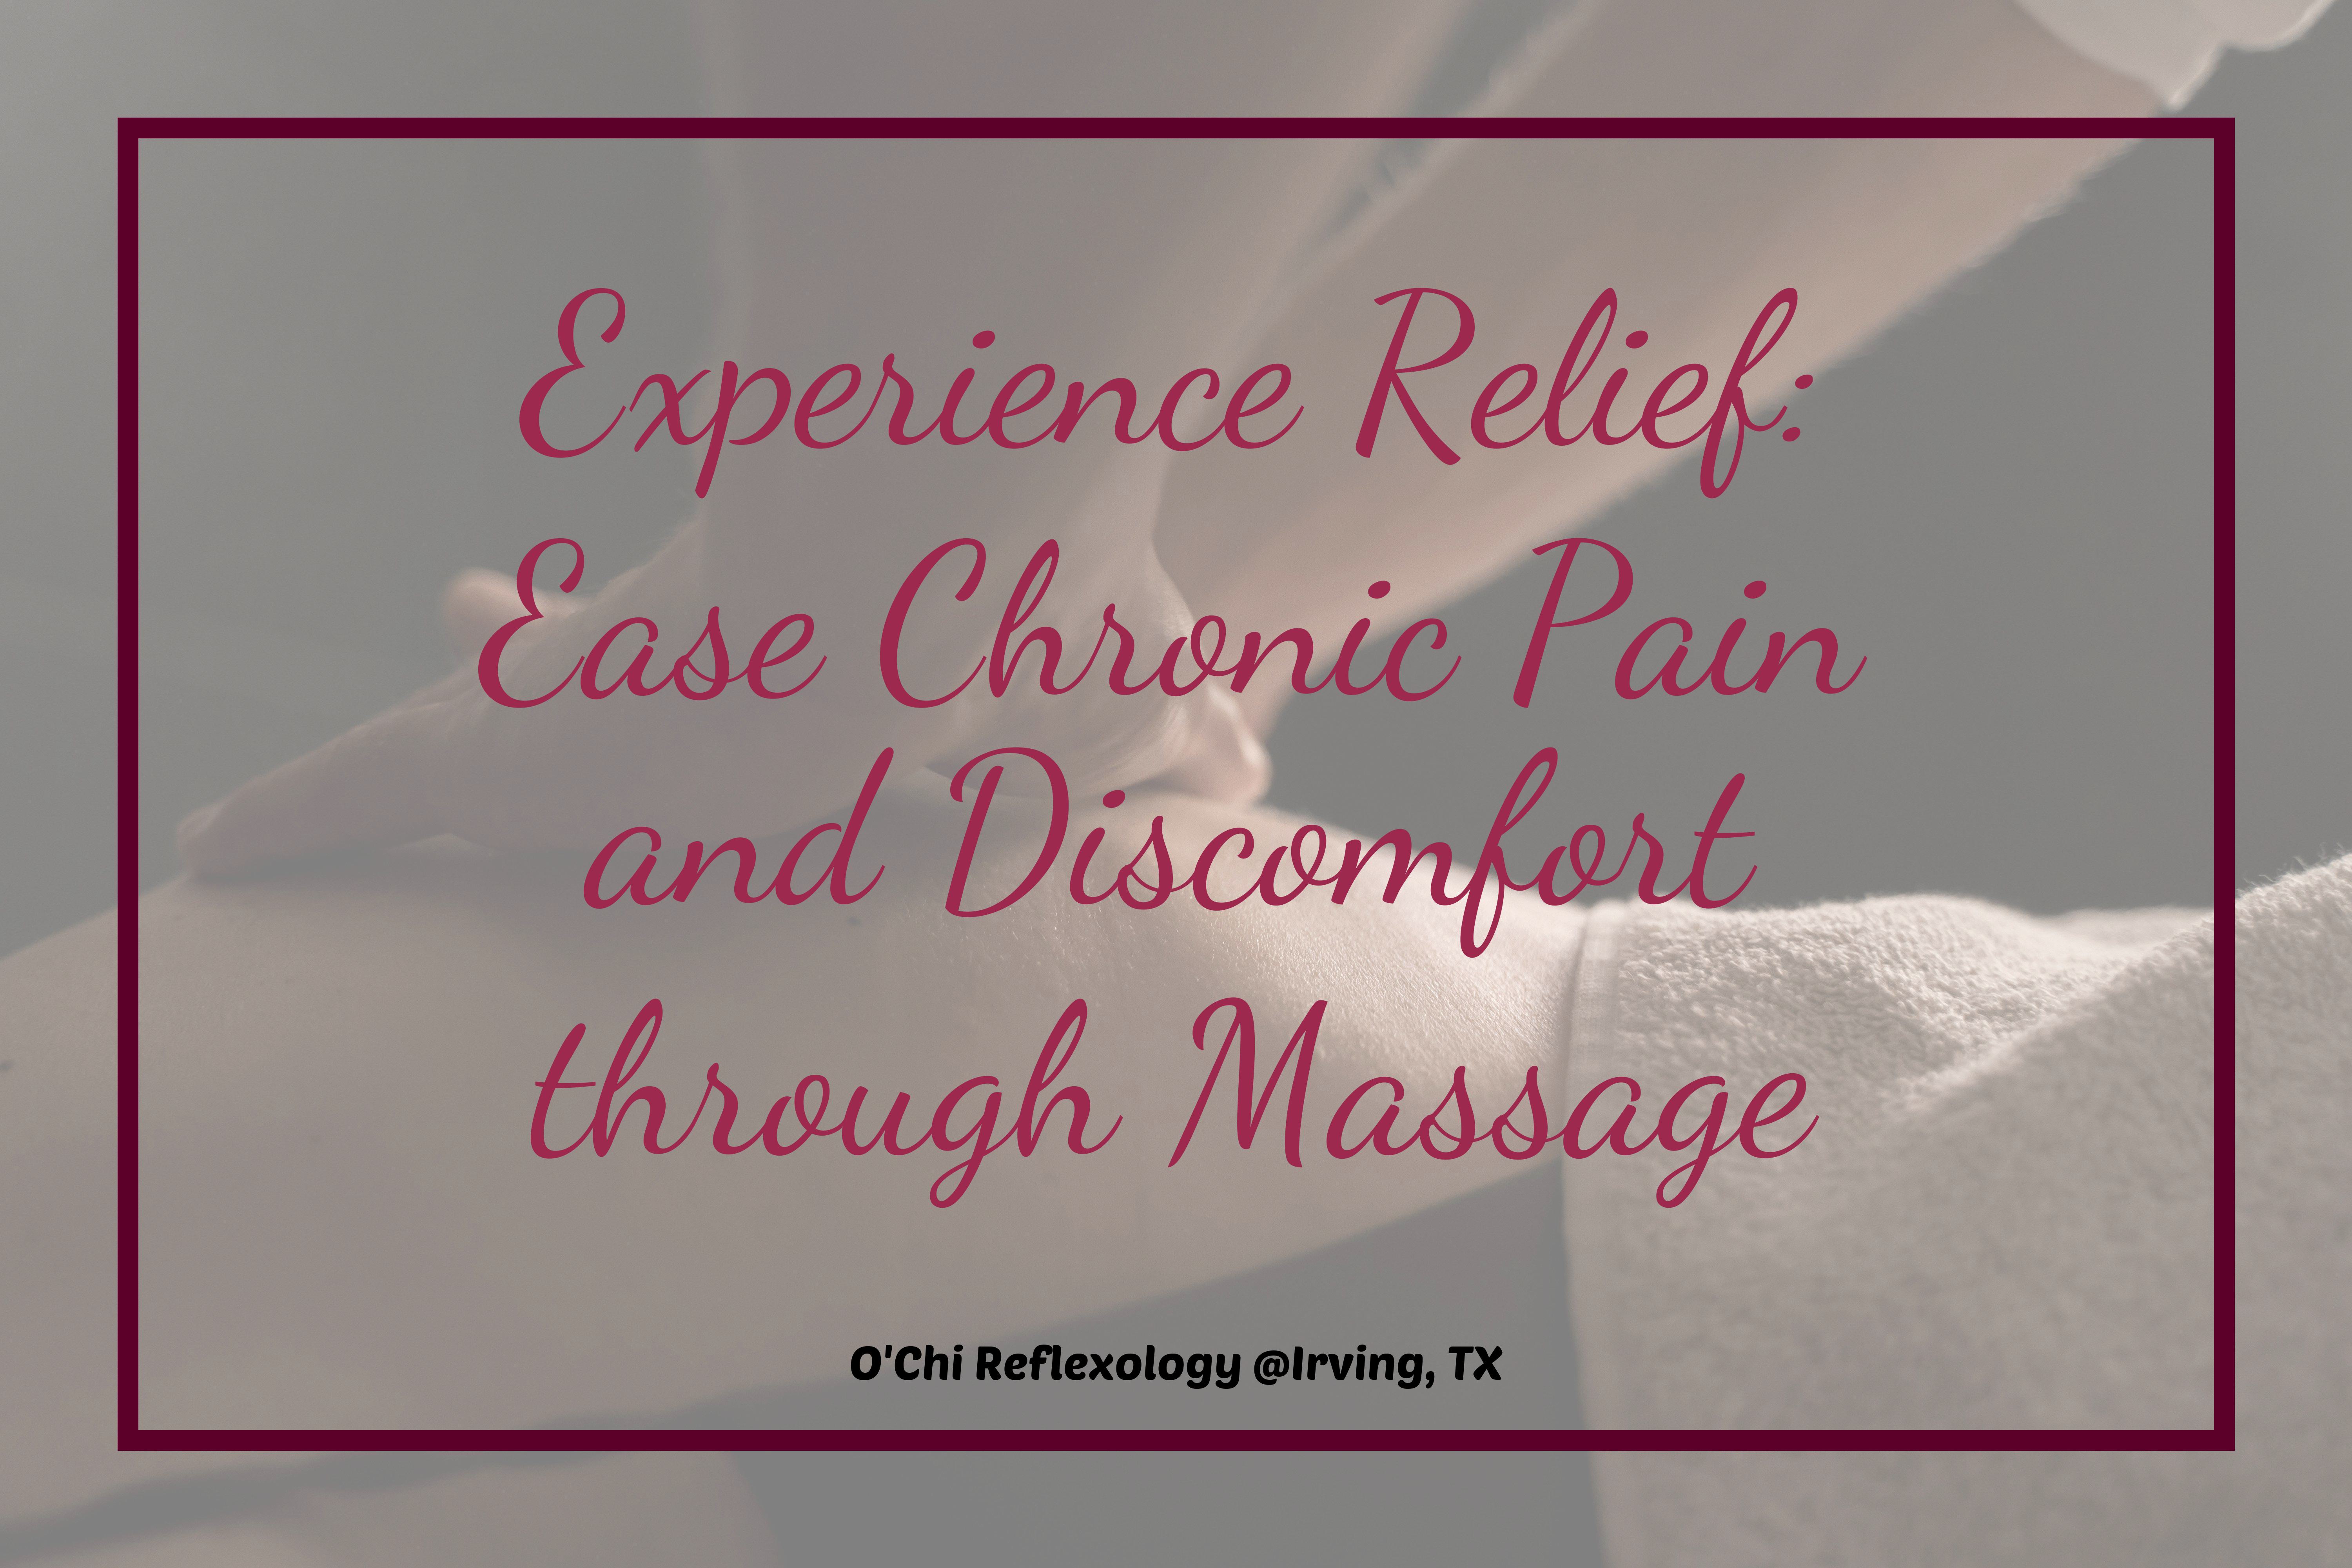 Experience Relief:
Ease Chronic Pain
and Discomfort
through Massage
O'Chi Reflexology @Irving, TX